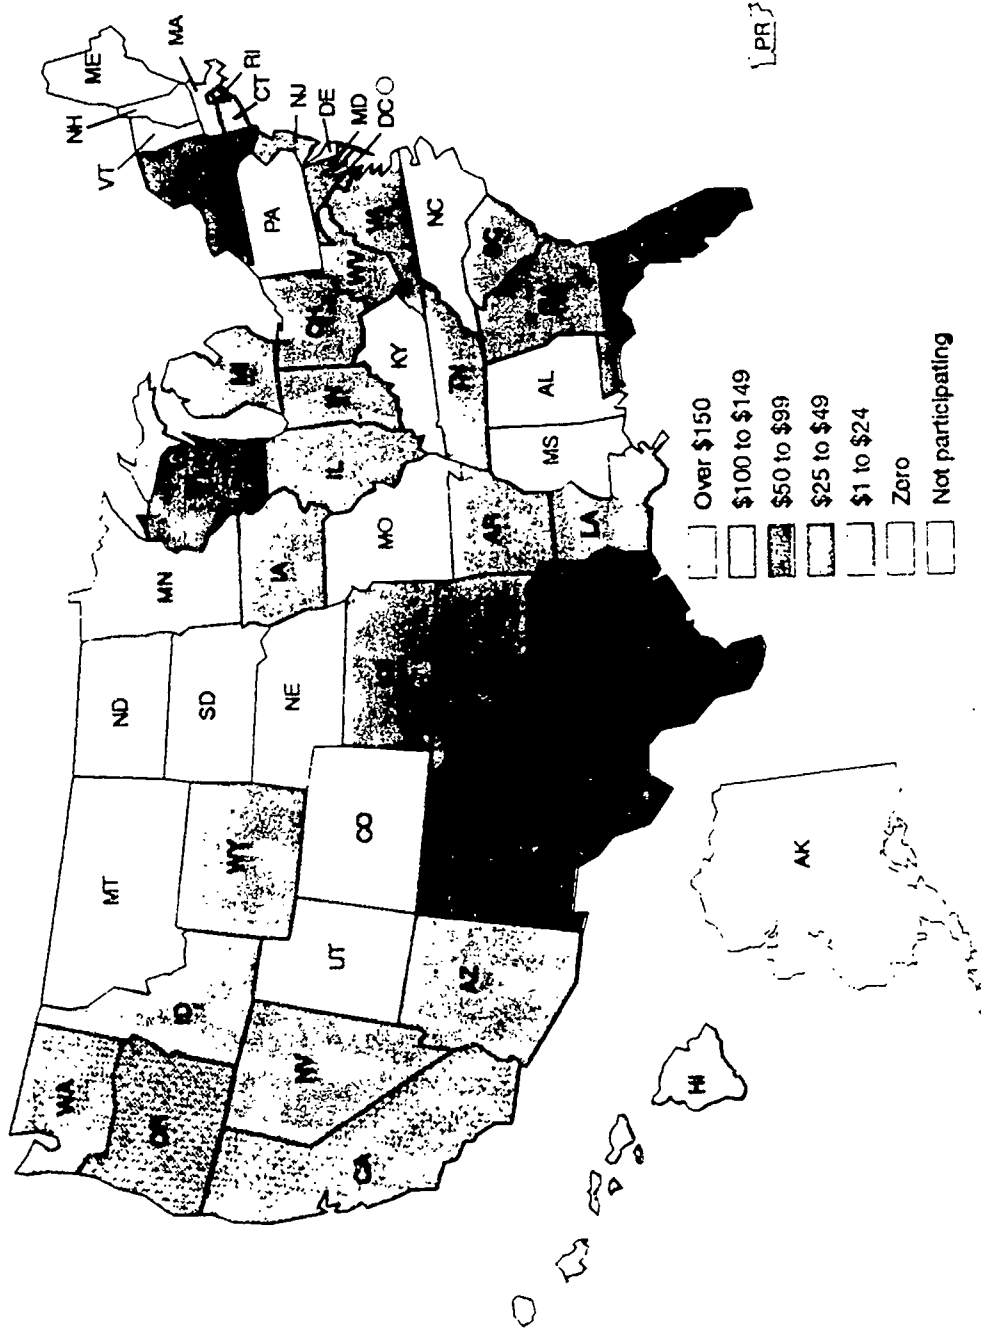 WA
OR
CA
NV
ID
MT
WY
UT
AZ
CO
ND
SD
NE
MN
IA
MO
AR
LA
IL
IN
MI
OH
KY
TN
MS
AL
WV
VA
NC
SC
PA
VT
NH
ME
MA
RI
CT
NJ
DE
MD
DC
AK
HI
PR
Over $150
$100 to $149
$50 to $99
$25 to $49
$1 to $24
Zero
Not participating